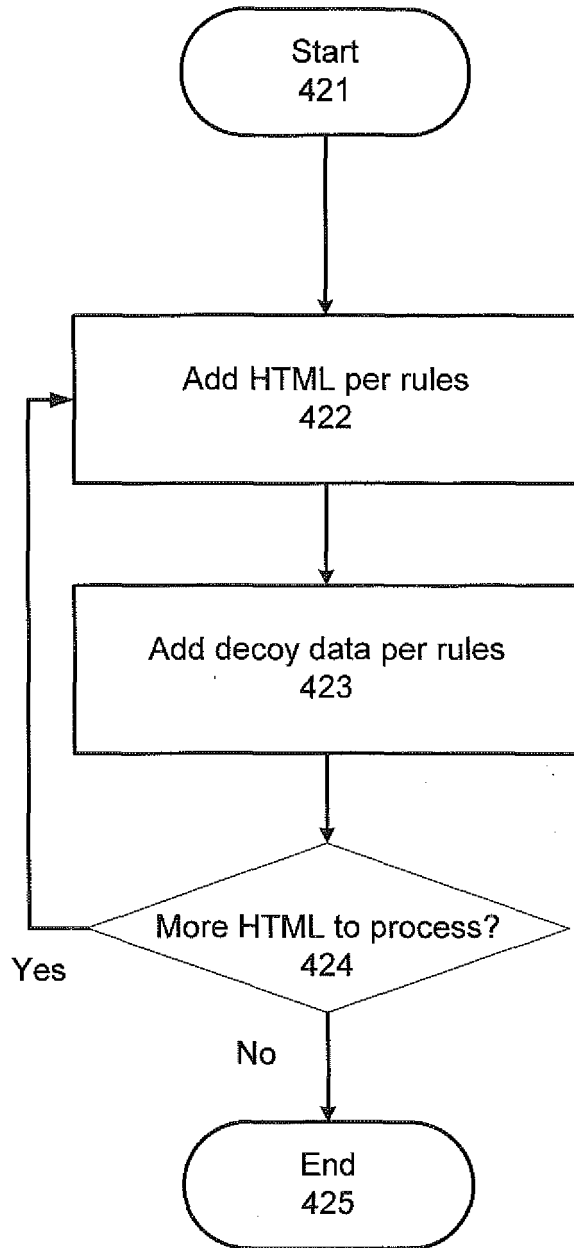 Start
421
Add HTML per rules
422
Add decoy data per rules
423
More HTML to process?
424
Yes
No
End
425